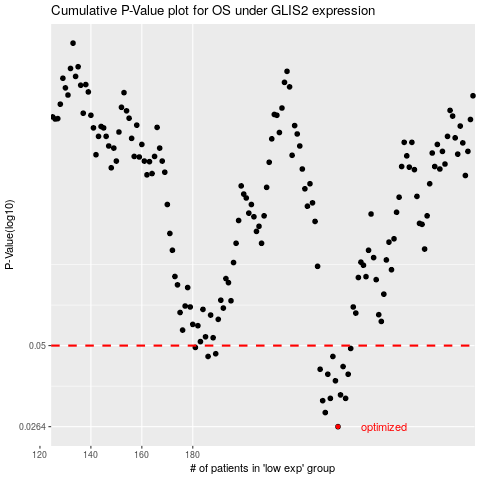 Cumulative P-Value plot for OS under GLIS2 expression
P-Value(log10)
0.05
0.0264
optimized
120 140 160 180
# of patients in 'low exp' group